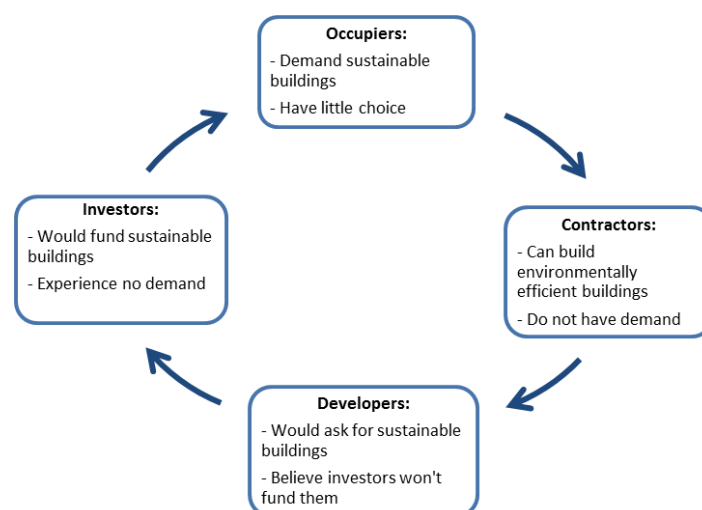 Occupiers:
- Demand sustainable
buildings
- Have little choice
Contractors:
- Can build
environmentally
efficient buildings
- Do not have demand
Developers:
- Would ask for sustainable
buildings
- Believe investors won't
fund them
Investors:
- Would fund sustainable
buildings
- Experience no demand